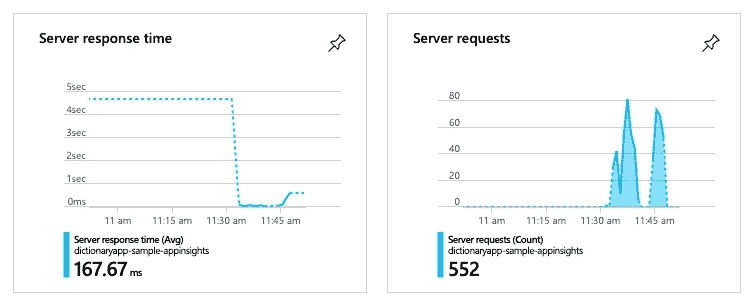 Server response time
5sec
4sec
3sec
2sec
1sec
0ms
11 am 11:15 am 11:30 am 11:45 am
Server response time (Avg)
dictionaryapp-sample-appinsights
167.67 ms
Server requests
80
60
40
20
0
11 am 11:15 am 11:30 am 11:45 am
Server requests (Count)
dictionaryapp-sample-appinsights
552